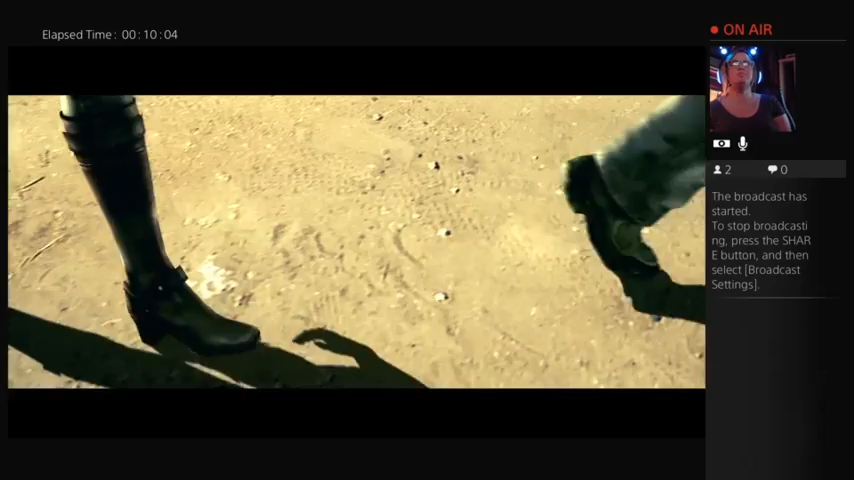 Elapsed Time: 00:10:04
ON AIR
2
0
The broadcast has
started.
To stop broadcasti
ng, press the SHAR
E button, and then
select [Broadcast
Settings].